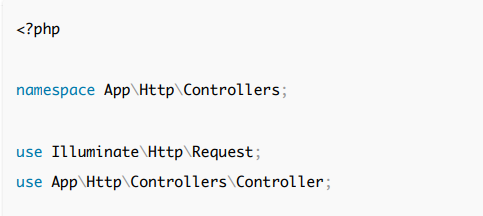 <?php
namespace App\Http\Controllers;
use Illuminate\Http\Request;
use App\Http\Controllers\Controller;